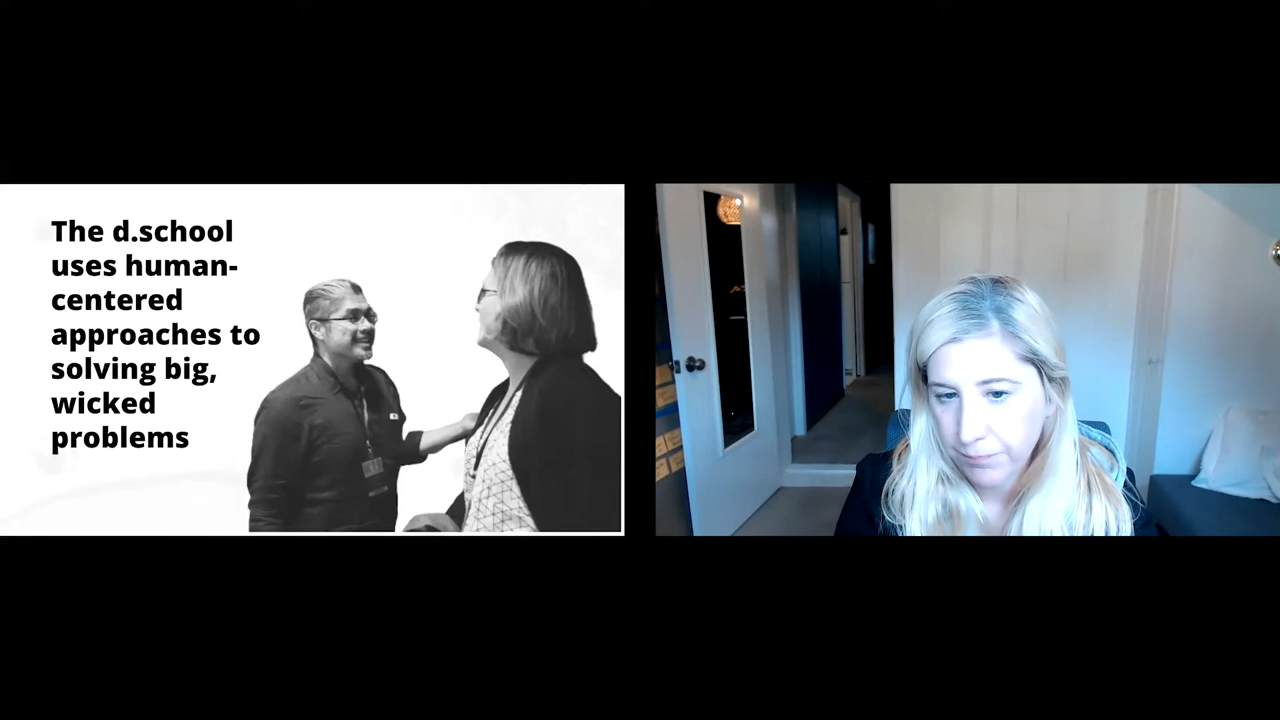 The d.school
uses human-
centered
approaches to
solving big,
wicked
problems